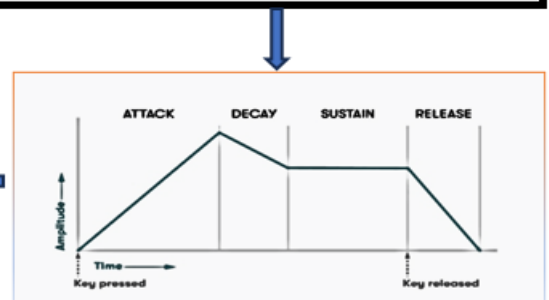 ATTACK DECAY SUSTAIN RELEASE
Amplitude
Time
Key pressed Key released